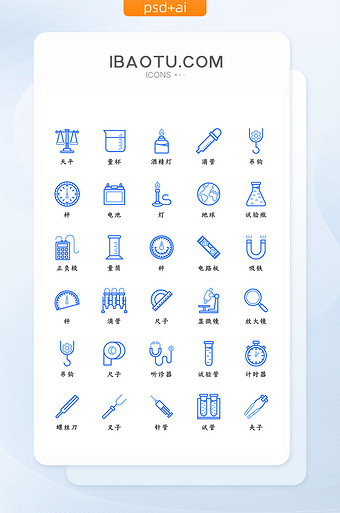 psd+ai
IBAOTU.COM
ICONS
天平 量杯 酒精灯 滴管 吊钩
秤 电池 灯 地球 试验瓶
正负极 量筒 秤 电路板 吸铁
秤 滴管 尺子 显微镜 放大镜
吊钩 尺子 听诊器 试验管 计时器
螺丝刀 叉子 针管 试管 夹子